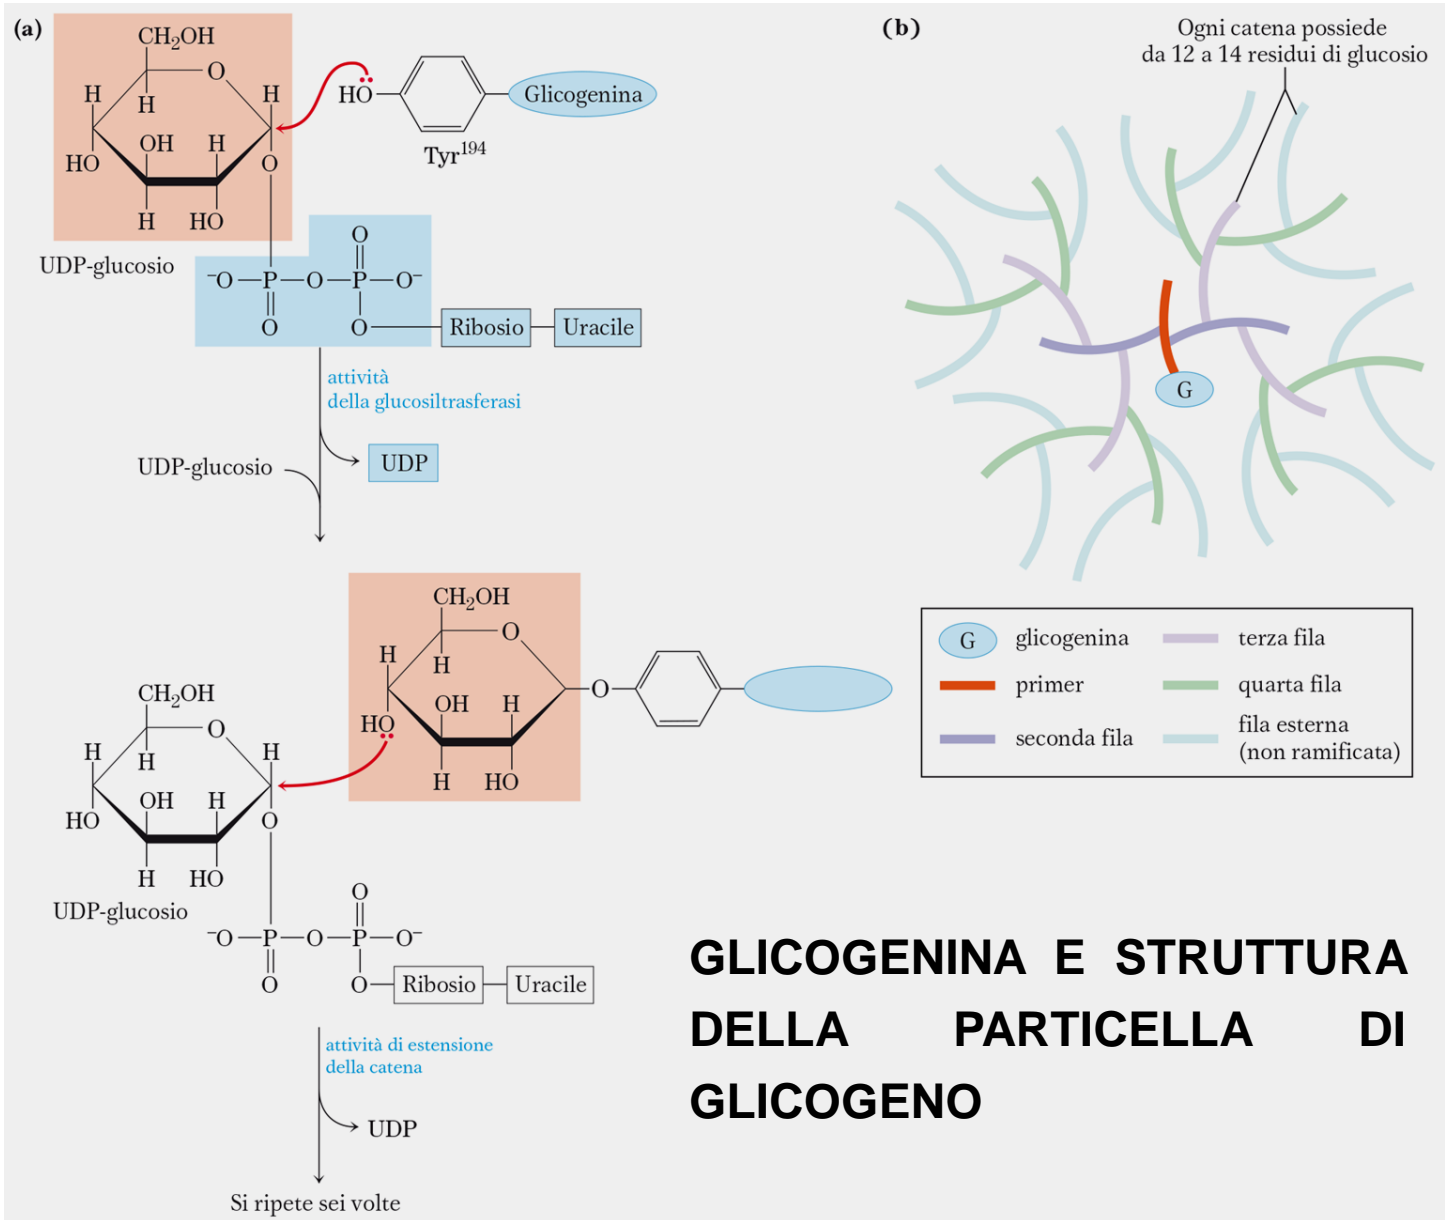 (a)
CH₂OH
O
H
H
H
OH
H
HO
O
H
HO
UDP-glucosio
HO
Glicogenina
Tyr¹⁹⁴
O
⁻O—P—O—P—O⁻
O
O
Ribosio
Uracile
attività
della glucosiltrasferasi
UDP-glucosio
UDP
CH₂OH
O
H
H
OH
H
HO
H
HO
O
CH₂OH
O
H
H
H
OH
H
HO
O
H
HO
UDP-glucosio
O
⁻O—P—O—P—O⁻
O
O
Ribosio
Uracile
attività di estensione
della catena
UDP
Si ripete sei volte
(b)
Ogni catena possiede
da 12 a 14 residui di glucosio
G
G
glicogenina
primer
seconda fila
terza fila
quarta fila
fila esterna
(non ramificata)
GLICOGENINA E STRUTTURA
DELLA PARTICELLA DI
GLICOGENO